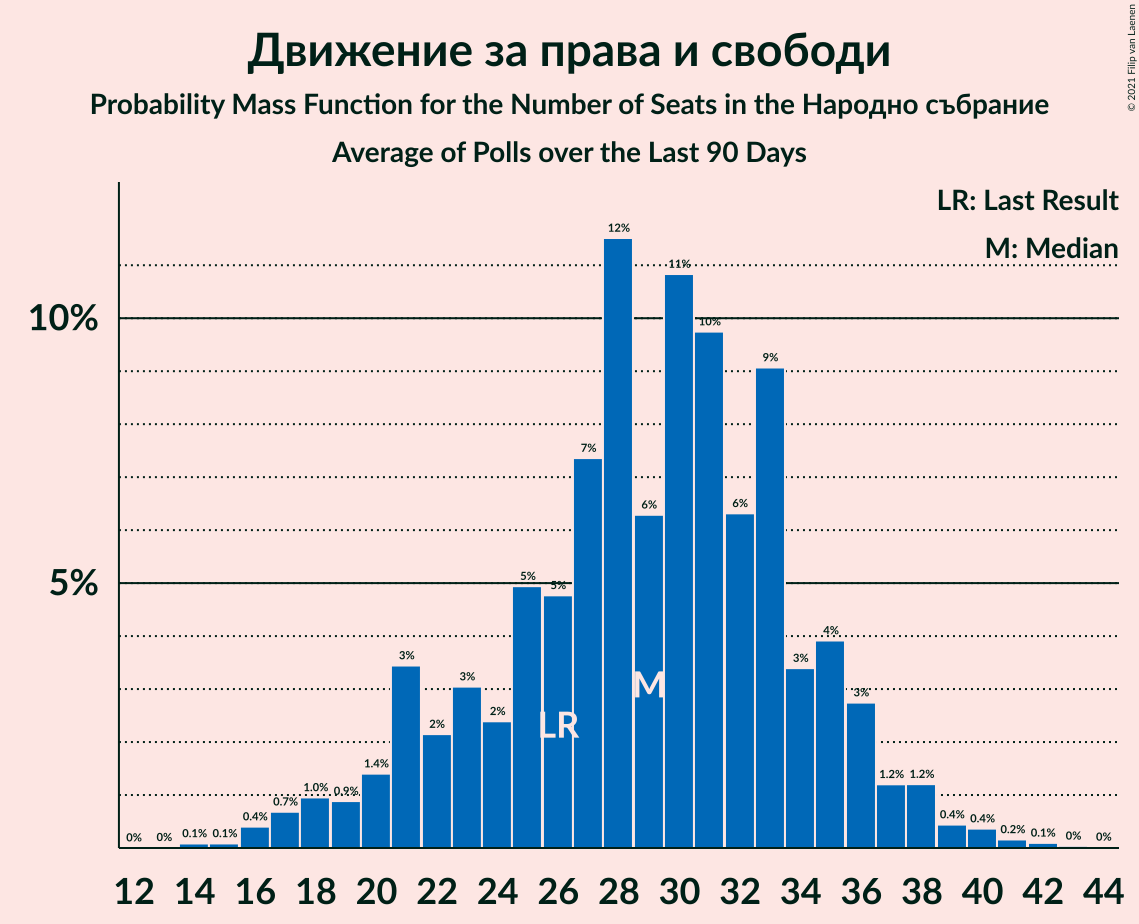 Движение за права и свободи
Probability Mass Function for the Number of Seats in the Народно събрание
Average of Polls over the Last 90 Days
© 2021 Filip van Laenen
LR: Last Result
M: Median
10%
5%
0% 0% 0.1% 0.1% 0.4% 0.7% 1.0% 0.9% 1.4% 3% 2% 3% 2% 5% 5% 7% 12% 6% 11% 10% 6% 9% 3% 4% 3% 1.2% 1.2% 0.4% 0.4% 0.2% 0.1% 0% 0%
M
LR
12 14 16 18 20 22 24 26 28 30 32 34 36 38 40 42 44